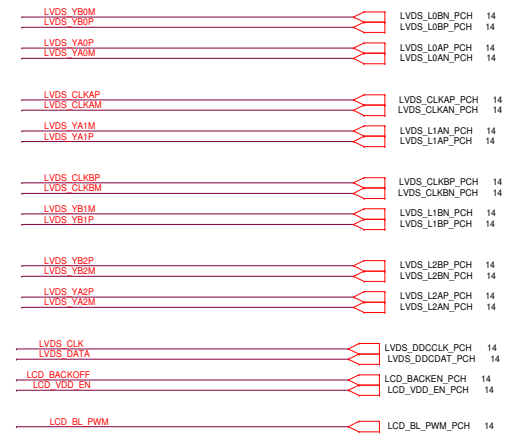 LVDS_YB0M LVDS_L0BN_PCH 14
LVDS_YB0P LVDS_L0BP_PCH 14
LVDS_YA0P LVDS_L0AP_PCH 14
LVDS_YA0M LVDS_L0AN_PCH 14
LVDS_CLKAP LVDS_CLKAP_PCH 14
LVDS_CLKAM LVDS_CLKAN_PCH 14
LVDS_YA1M LVDS_L1AN_PCH 14
LVDS_YA1P LVDS_L1AP_PCH 14
LVDS_CLKBP LVDS_CLKBP_PCH 14
LVDS_CLKBM LVDS_CLKBN_PCH 14
LVDS_YB1M LVDS_L1BN_PCH 14
LVDS_YB1P LVDS_L1BP_PCH 14
LVDS_YB2P LVDS_L2BP_PCH 14
LVDS_YB2M LVDS_L2BN_PCH 14
LVDS_YA2P LVDS_L2AP_PCH 14
LVDS_YA2M LVDS_L2AN_PCH 14
LVDS_CLK LVDS_DDCCLK_PCH 14
LVDS_DATA LVDS_DDCDAT_PCH 14
LCD_BACKOFF LCD_BACKEN_PCH 14
LCD_VDD_EN LCD_VDD_EN_PCH 14
LCD_BL_PWM LCD_BL_PWM_PCH 14